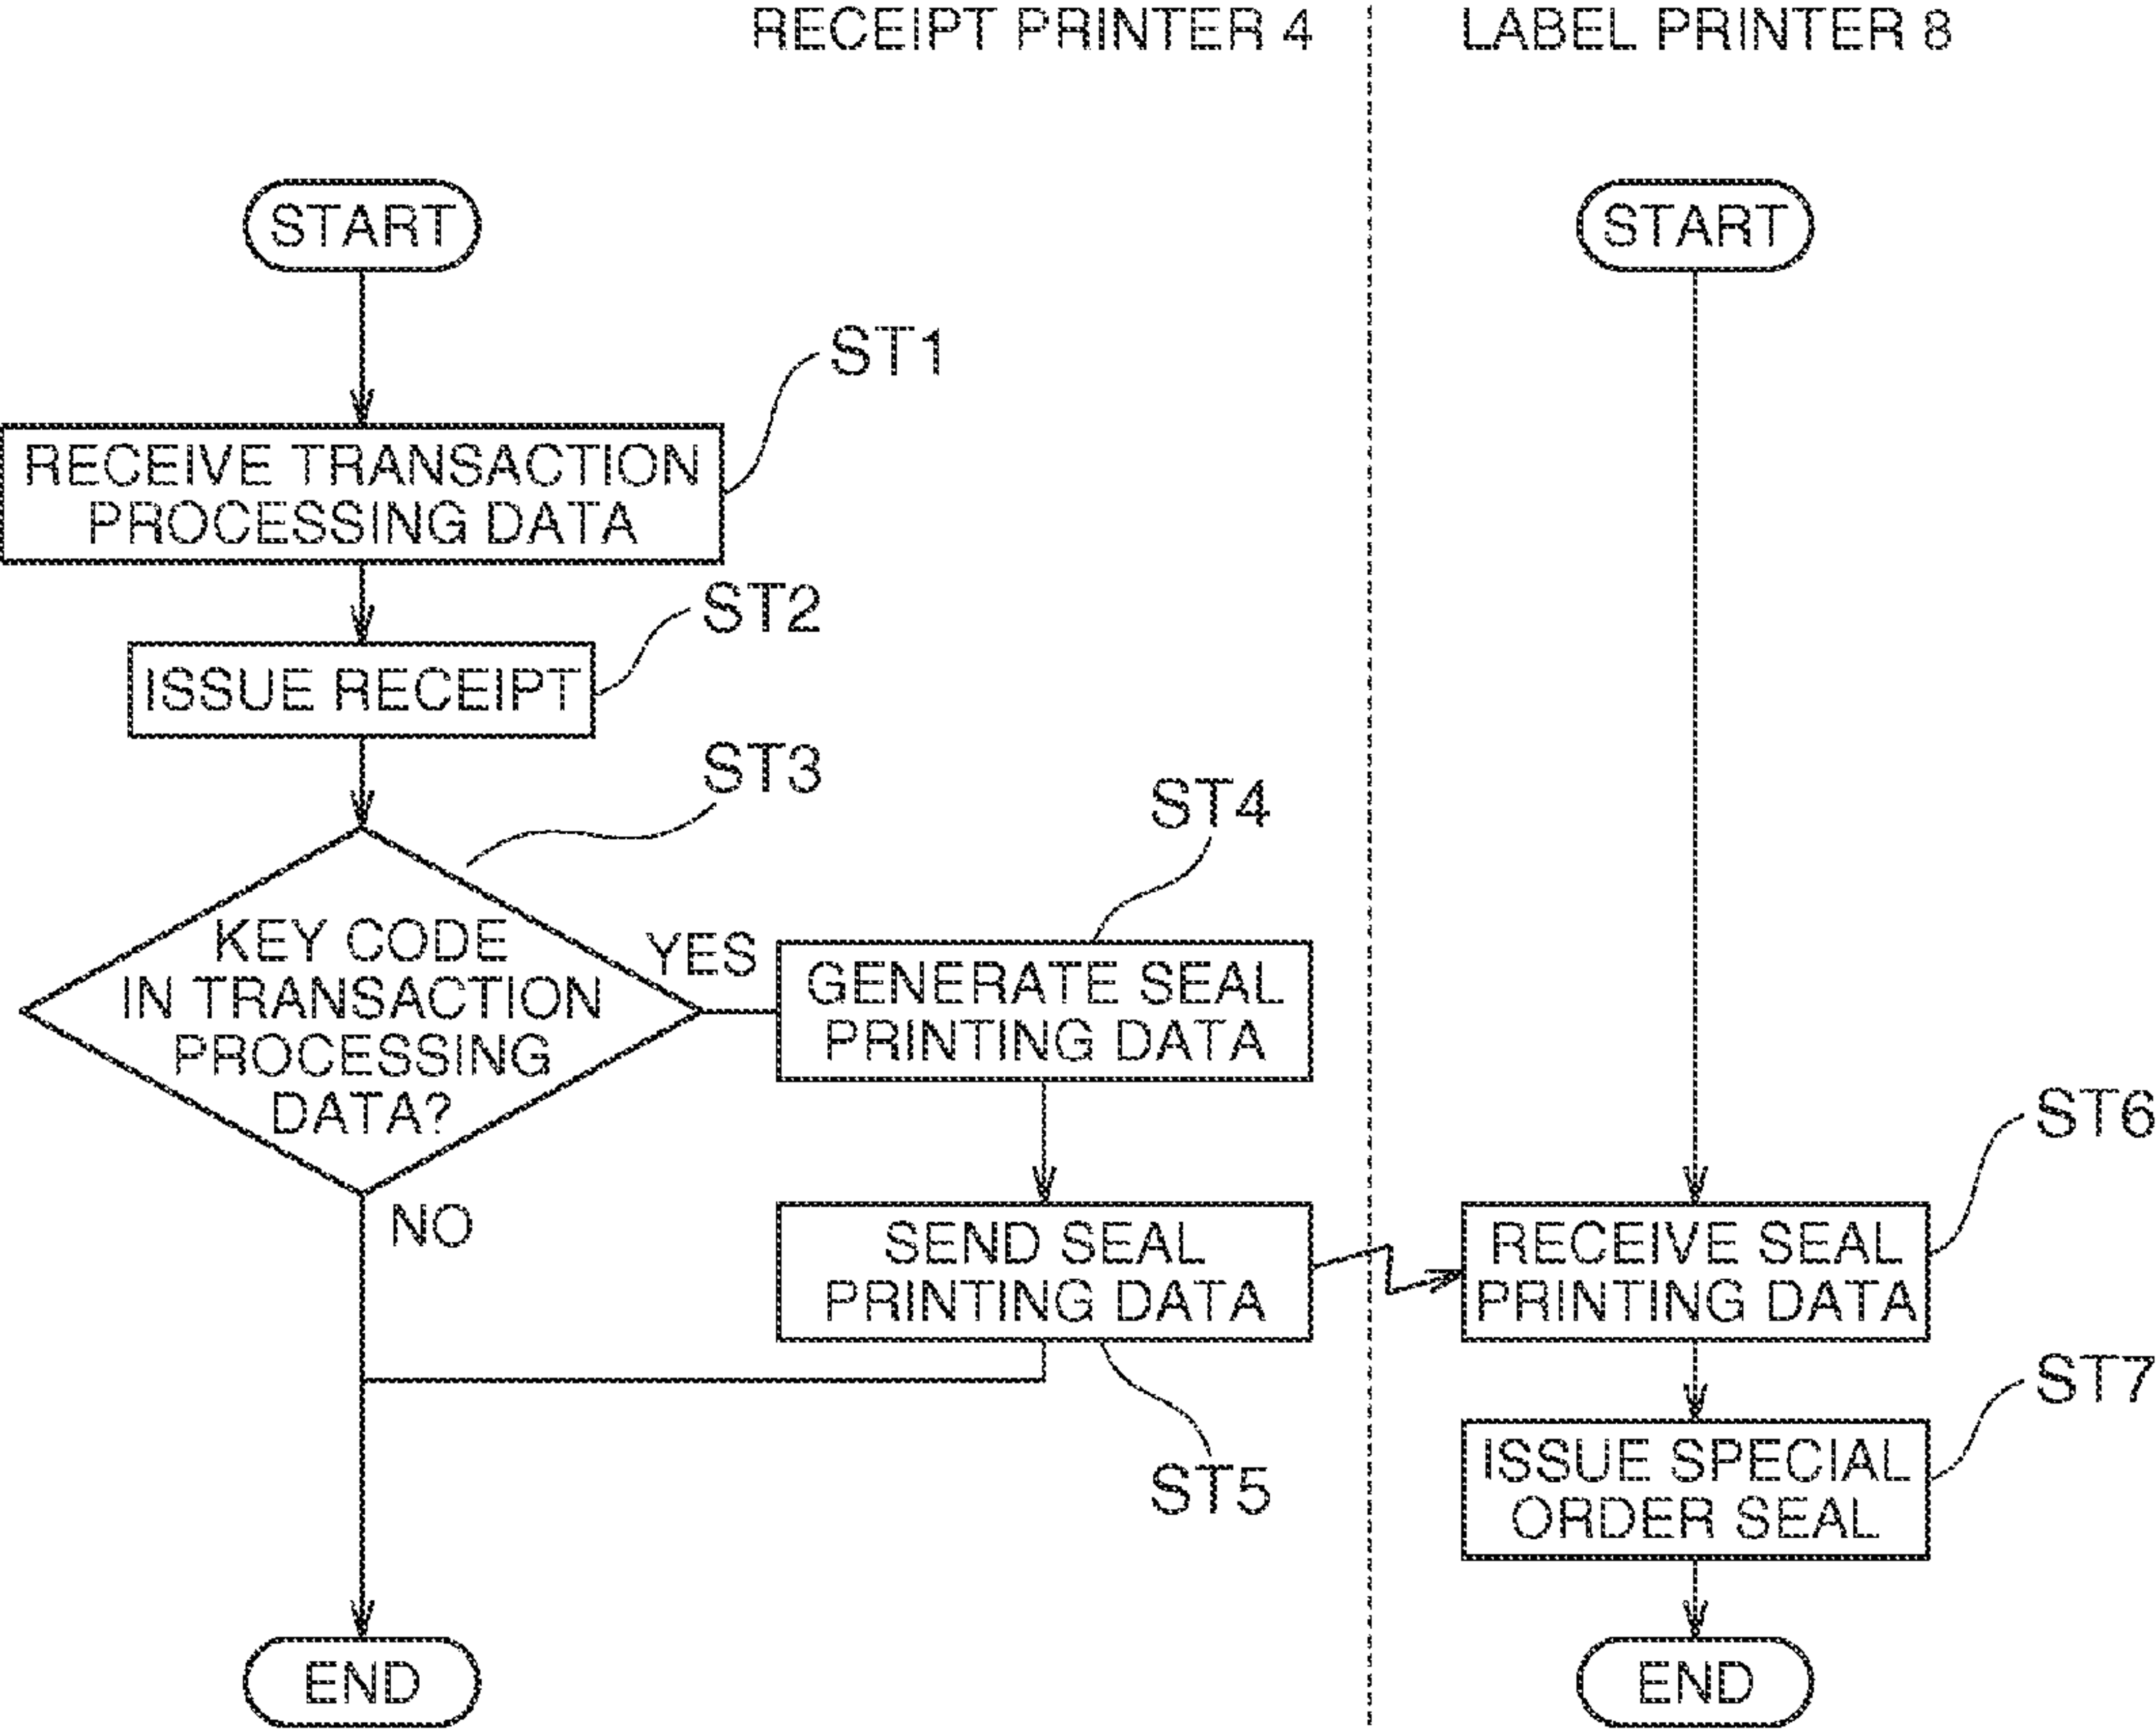 RECEIPT PRINTER 4
LABEL PRINTER 8
START
START
ST1
RECEIVE TRANSACTION
PROCESSING DATA
ST2
ISSUE RECEIPT
ST3
ST4
KEY CODE
IN TRANSACTION
PROCESSING
DATA?
YES
GENERATE SEAL
PRINTING DATA
NO
SEND SEAL
PRINTING DATA
ST5
ST6
RECEIVE SEAL
PRINTING DATA
ST7
ISSUE SPECIAL
ORDER SEAL
END
END